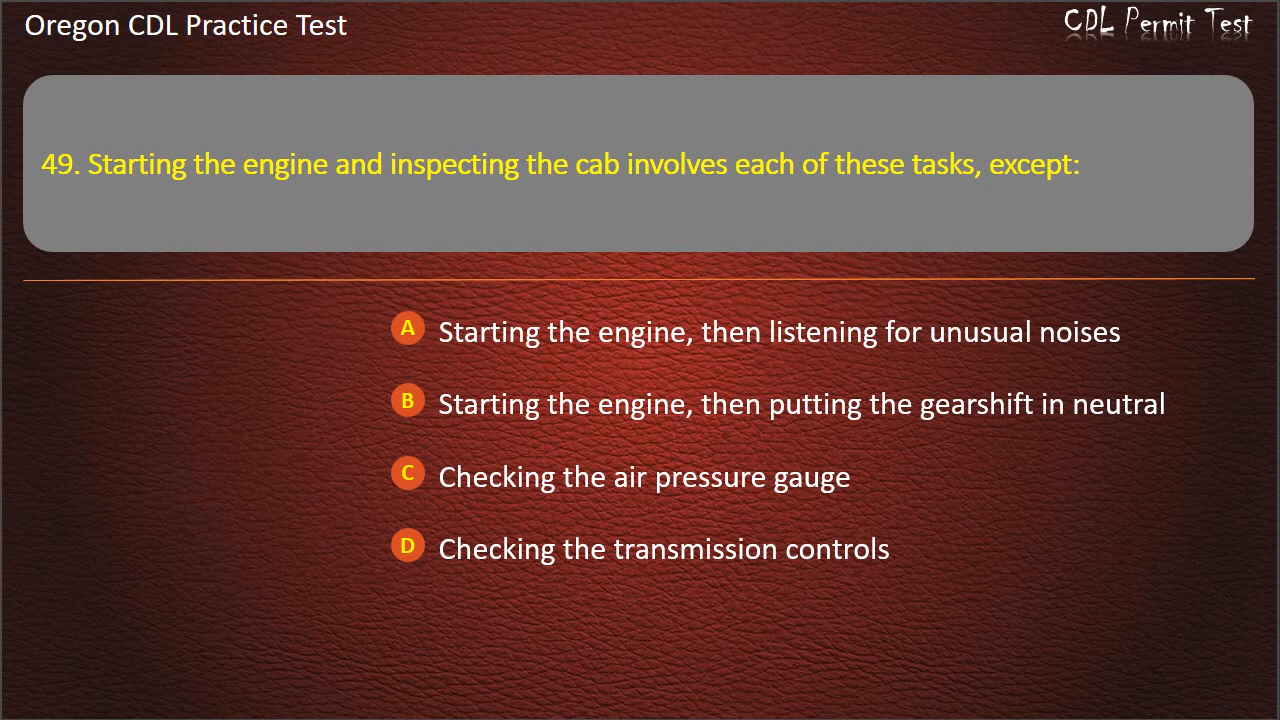 Oregon CDL Practice Test
CDL Permit Test
49. Starting the engine and inspecting the cab involves each of these tasks, except:
A Starting the engine, then listening for unusual noises
B Starting the engine, then putting the gearshift in neutral
C Checking the air pressure gauge
D Checking the transmission controls